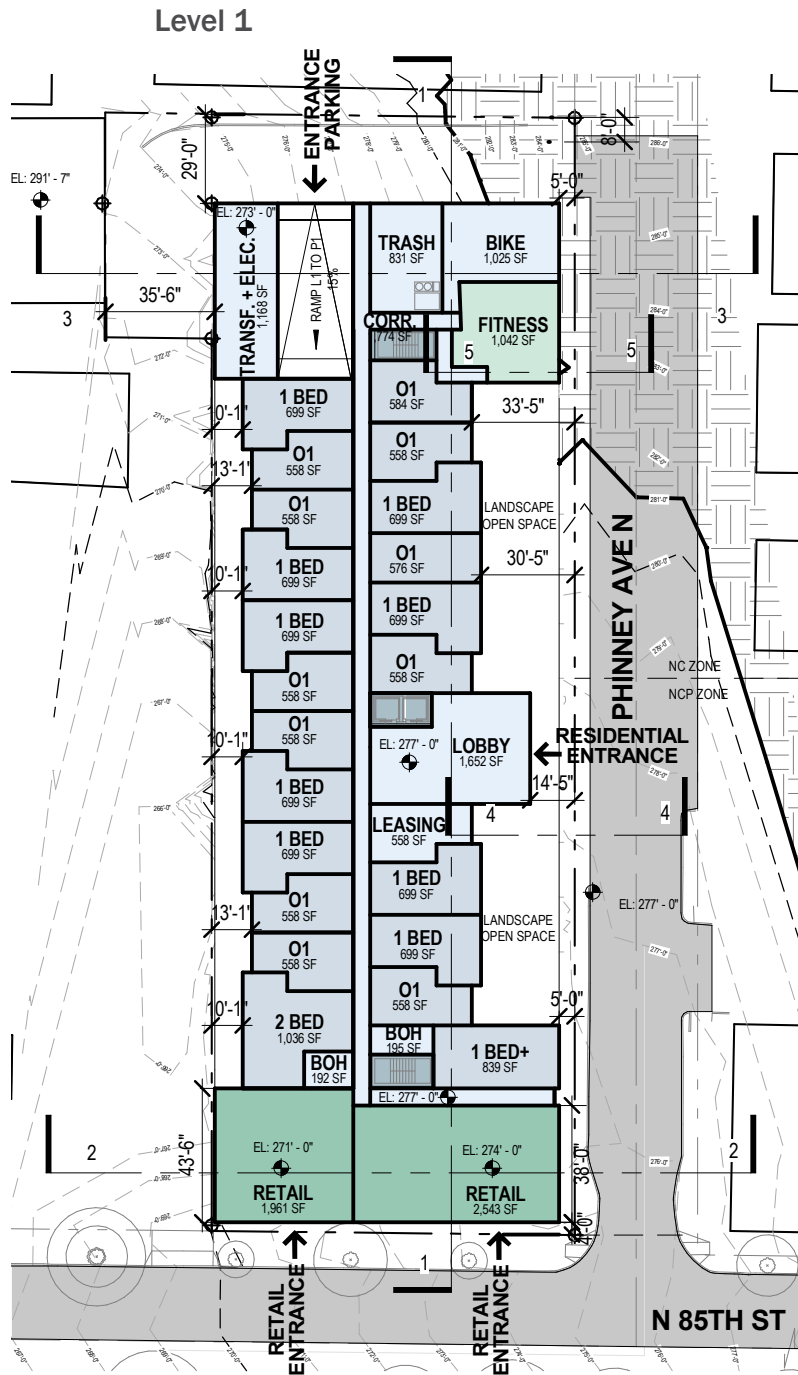 Level 1
ENTRANCE
PARKING
1
29'-0"
8'-0"
5'-0"
EL: 291' - 7"
EL: 273' - 0"
TRANSF. + ELEC.
1,168 SF
RAMP L1 TO P1
15%
TRASH
831 SF
BIKE
1,025 SF
35'-6"
3
3
CORR.
,774 SF
FITNESS
1,042 SF
5
5
1 BED
699 SF
O1
584 SF
0'-1"
33'-5"
O1
558 SF
O1
558 SF
13'-1"
O1
558 SF
1 BED
699 SF
LANDSCAPE
OPEN SPACE
1 BED
699 SF
O1
576 SF
30'-5"
0'-1"
1 BED
699 SF
1 BED
699 SF
PHINNEY AVE N
O1
558 SF
O1
558 SF
NC ZONE
NCP ZONE
O1
558 SF
EL: 277' - 0"
LOBBY
1,652 SF
RESIDENTIAL
ENTRANCE
0'-1"
1 BED
699 SF
14'-5"
4
4
LEASING
558 SF
1 BED
699 SF
1 BED
699 SF
O1
558 SF
EL: 277' - 0"
13'-1"
LANDSCAPE
OPEN SPACE
1 BED
699 SF
O1
558 SF
O1
558 SF
0'-1"
5'-0"
2 BED
1,036 SF
BOH
195 SF
1 BED+
839 SF
BOH
192 SF
EL: 277' - 0"
43'-6"
38'-0"
EL: 271' - 0"
EL: 274' - 0"
2
2
RETAIL
1,961 SF
RETAIL
2,543 SF
1
RETAIL
ENTRANCE
RETAIL
ENTRANCE
N 85TH ST